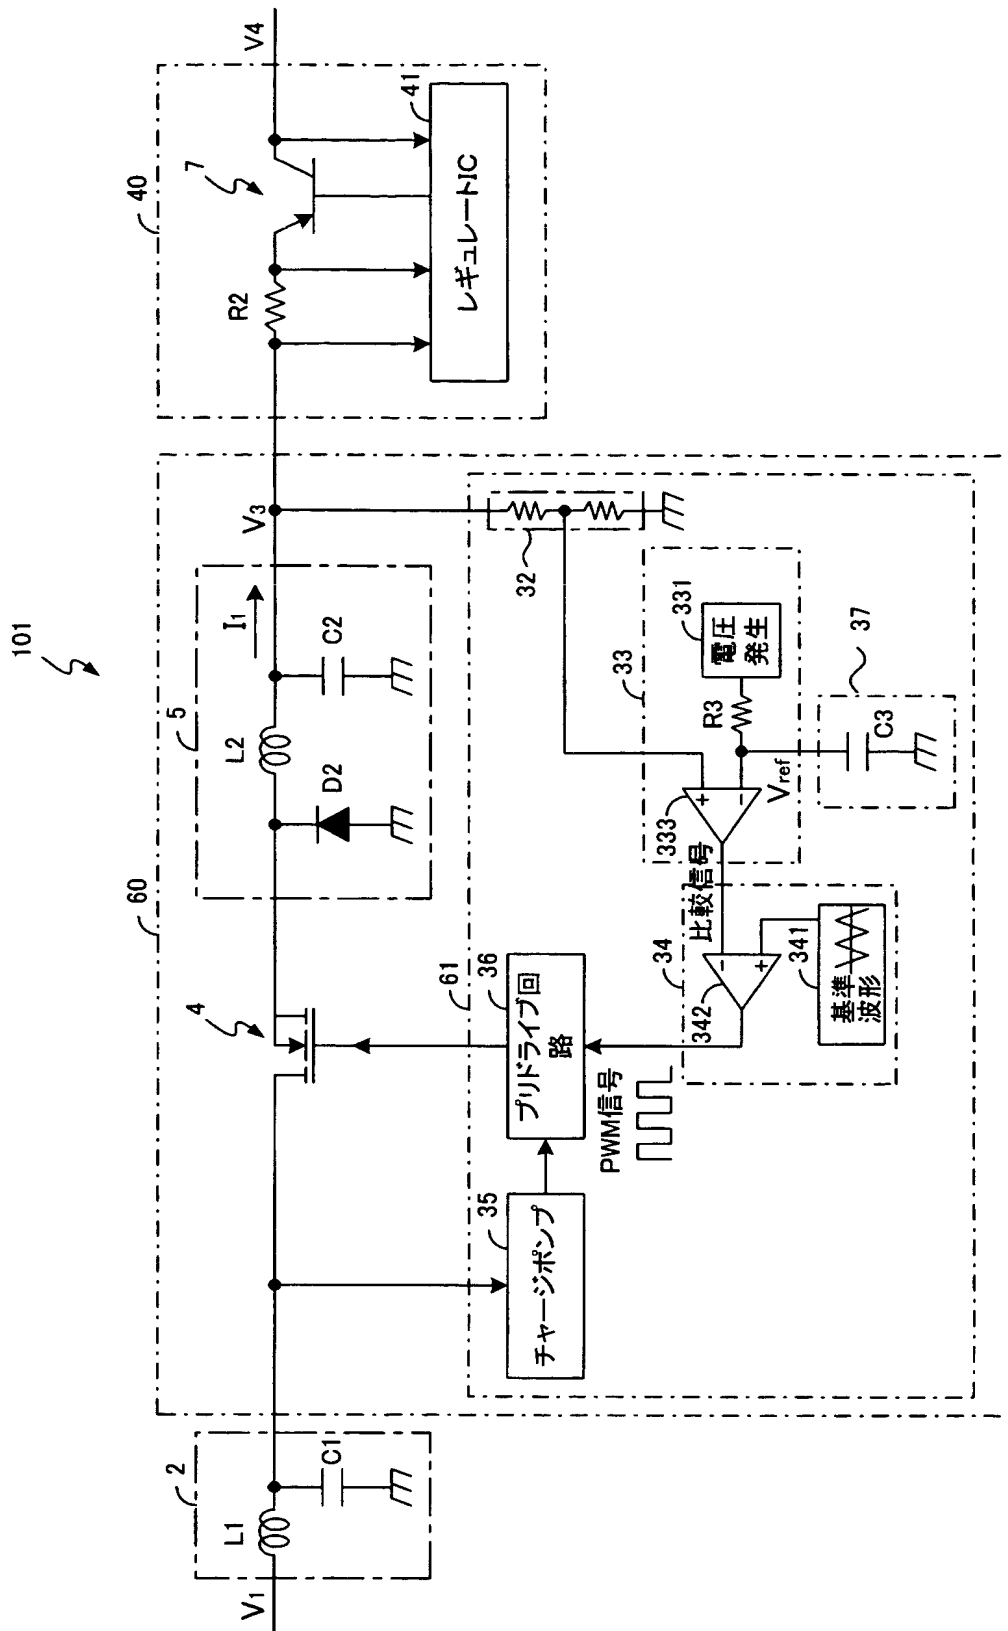 101
60
40
V1
2
L1
C1
4
5
L2
D2
C2
I1
V3
R2
7
V4
41
レギュレートIC
61
35
チャージポンプ
36
プリドライブ回
路
PWM信号
34
342
341
基準
波形
比較信号
33
333
+
-
-
+
Vref
R3
331
電圧
発生
32
37
C3